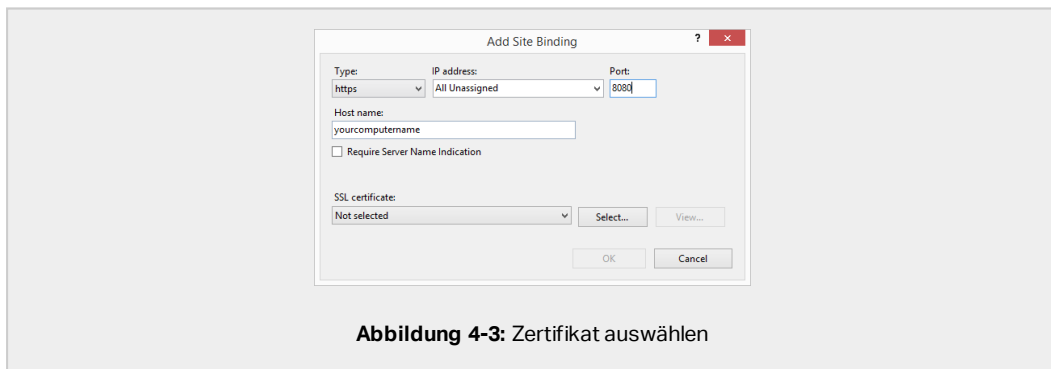 Add Site Binding ?
Type: IP address: Port:
https All Unassigned 8080
Host name:
yourcomputername
Require Server Name Indication
SSL certificate:
Not selected Select... View...
OK Cancel
Abbildung 4-3: Zertifikat auswählen